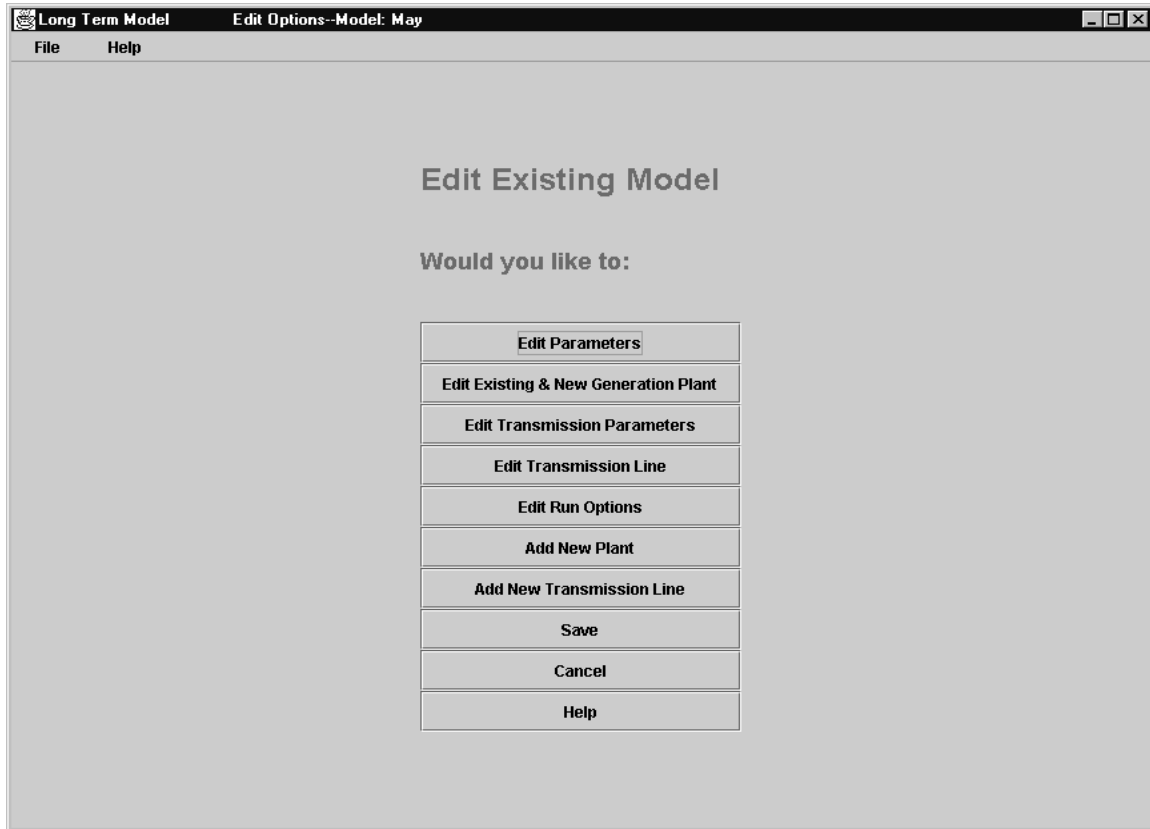 Long Term Model Edit Options--Model: May
File Help
Edit Existing Model
Would you like to:
Edit Parameters
Edit Existing & New Generation Plant
Edit Transmission Parameters
Edit Transmission Line
Edit Run Options
Add New Plant
Add New Transmission Line
Save
Cancel
Help